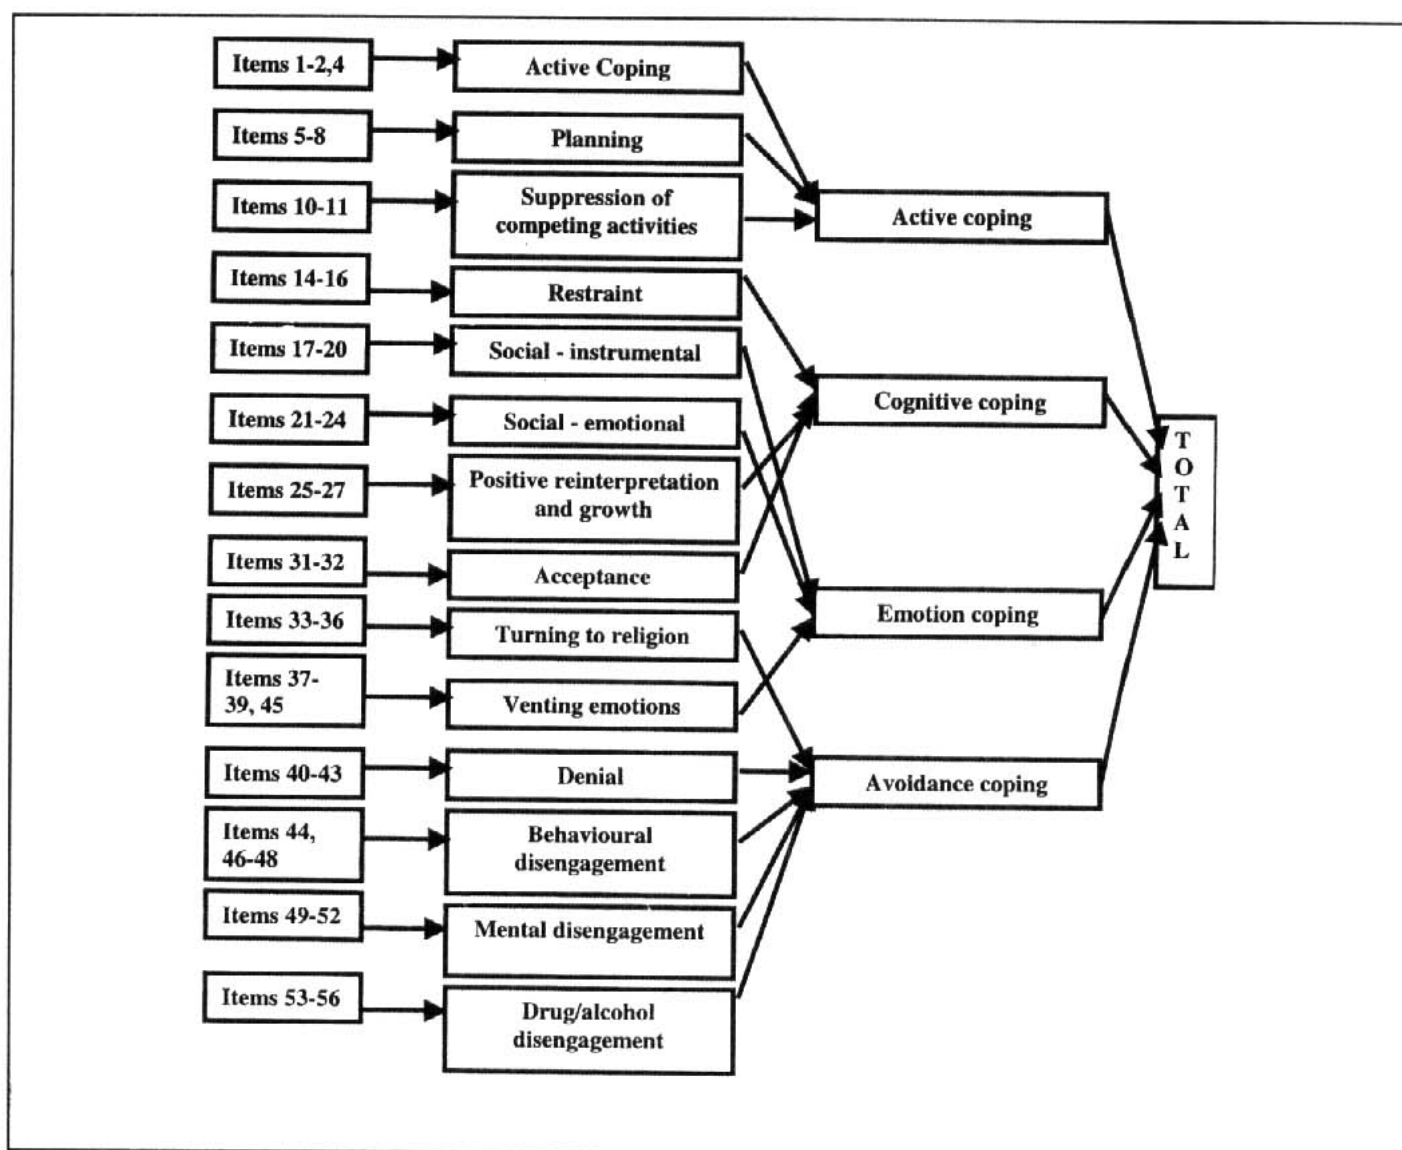 Items 1-2,4
Active Coping
Items 5-8
Planning
Items 10-11
Suppression of
competing activities
Active coping
Items 14-16
Restraint
Items 17-20
Social - instrumental
Cognitive coping
Items 21-24
Social - emotional
T
O
T
A
L
Items 25-27
Positive reinterpretation
and growth
Items 31-32
Acceptance
Items 33-36
Turning to religion
Emotion coping
Items 37-
39, 45
Venting emotions
Items 40-43
Denial
Avoidance coping
Items 44,
46-48
Behavioural
disengagement
Items 49-52
Mental disengagement
Items 53-56
Drug/alcohol
disengagement